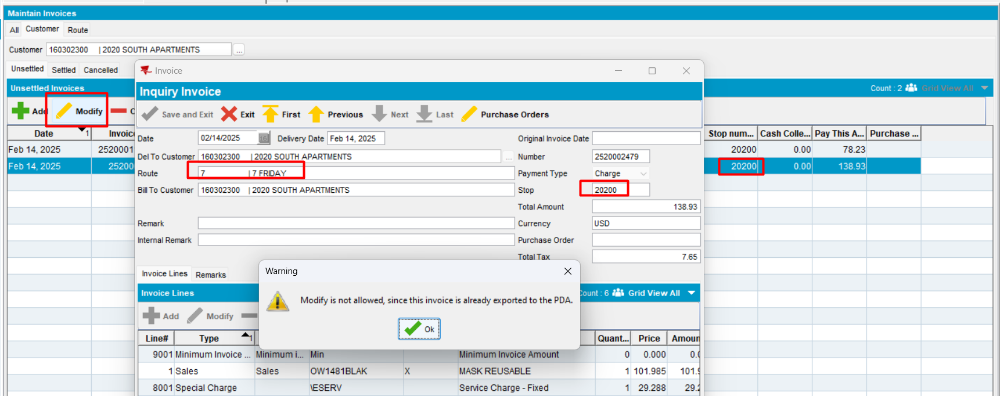 Maintain Invoices
All Customer Route
Customer 160302300 | 2020 SOUTH APARTMENTS ...
Unsettled Settled Cancelled
Invoice
Unsettled Invoices
Count : 2 Grid View All
Inquiry Invoice
Add Modify
Save and Exit Exit First Previous Next Last Purchase Orders
Date 1 Invoice
Stop num... Cash Colle... Pay This A... Purchase ...
Date 02/14/2025 16 Delivery Date Feb 14, 2025 Original Invoice Date
Feb 14, 2025 2520001
20200 0.00 78.23
Del To Customer 160302300 | 2020 SOUTH APARTMENTS ... Number 2520002479
Feb 14, 2025 2520
20200 0.00 138.93
Route 7 | 7 FRIDAY Payment Type Charge
Bill To Customer 160302300 | 2020 SOUTH APARTMENTS Stop 20200
Total Amount 138.93
Remark Currency USD
Internal Remark Purchase Order
Total Tax 7.65
Invoice Lines Remarks
Warning
Invoice Lines Count : 6 Grid View All
Modify is not allowed, since this invoice is already exported to the PDA.
Add Modify
Ok
Line# Type 1 Quant... Price Amoun
9001 Minimum Invoice ... Minimum i... Min Minimum Invoice Amount 0 0.000 0.0
1 Sales Sales OW1481BLAK X MASK REUSABLE 1 101.985 101.9
8001 Special Charge \ESERV Service Charge - Fixed 1 29.288 29.2